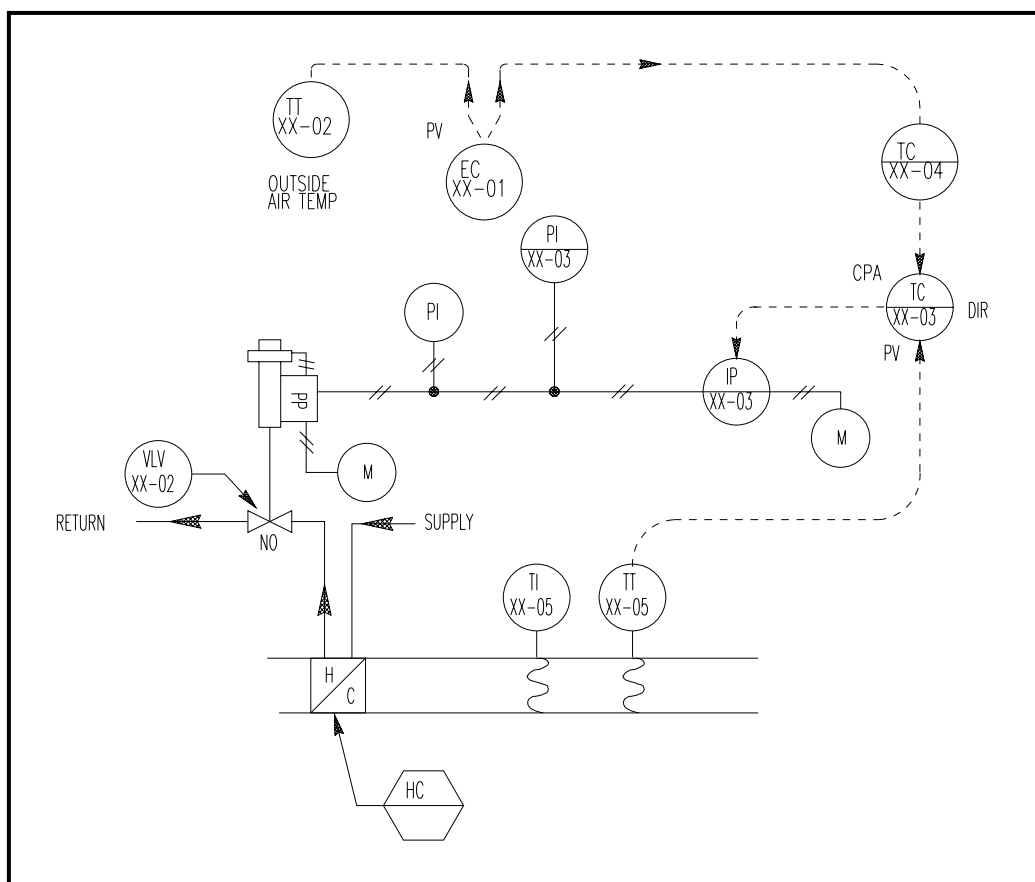 TT
XX-02
OUTSIDE
AIR TEMP
PV
EC
XX-01
TC
XX-04
PI
XX-03
CPA
TC
XX-03
DIR
PV
PI
IP
XX-03
M
PP
M
VLV
XX-02
RETURN
NO
SUPPLY
TI
XX-05
TT
XX-05
H
C
HC